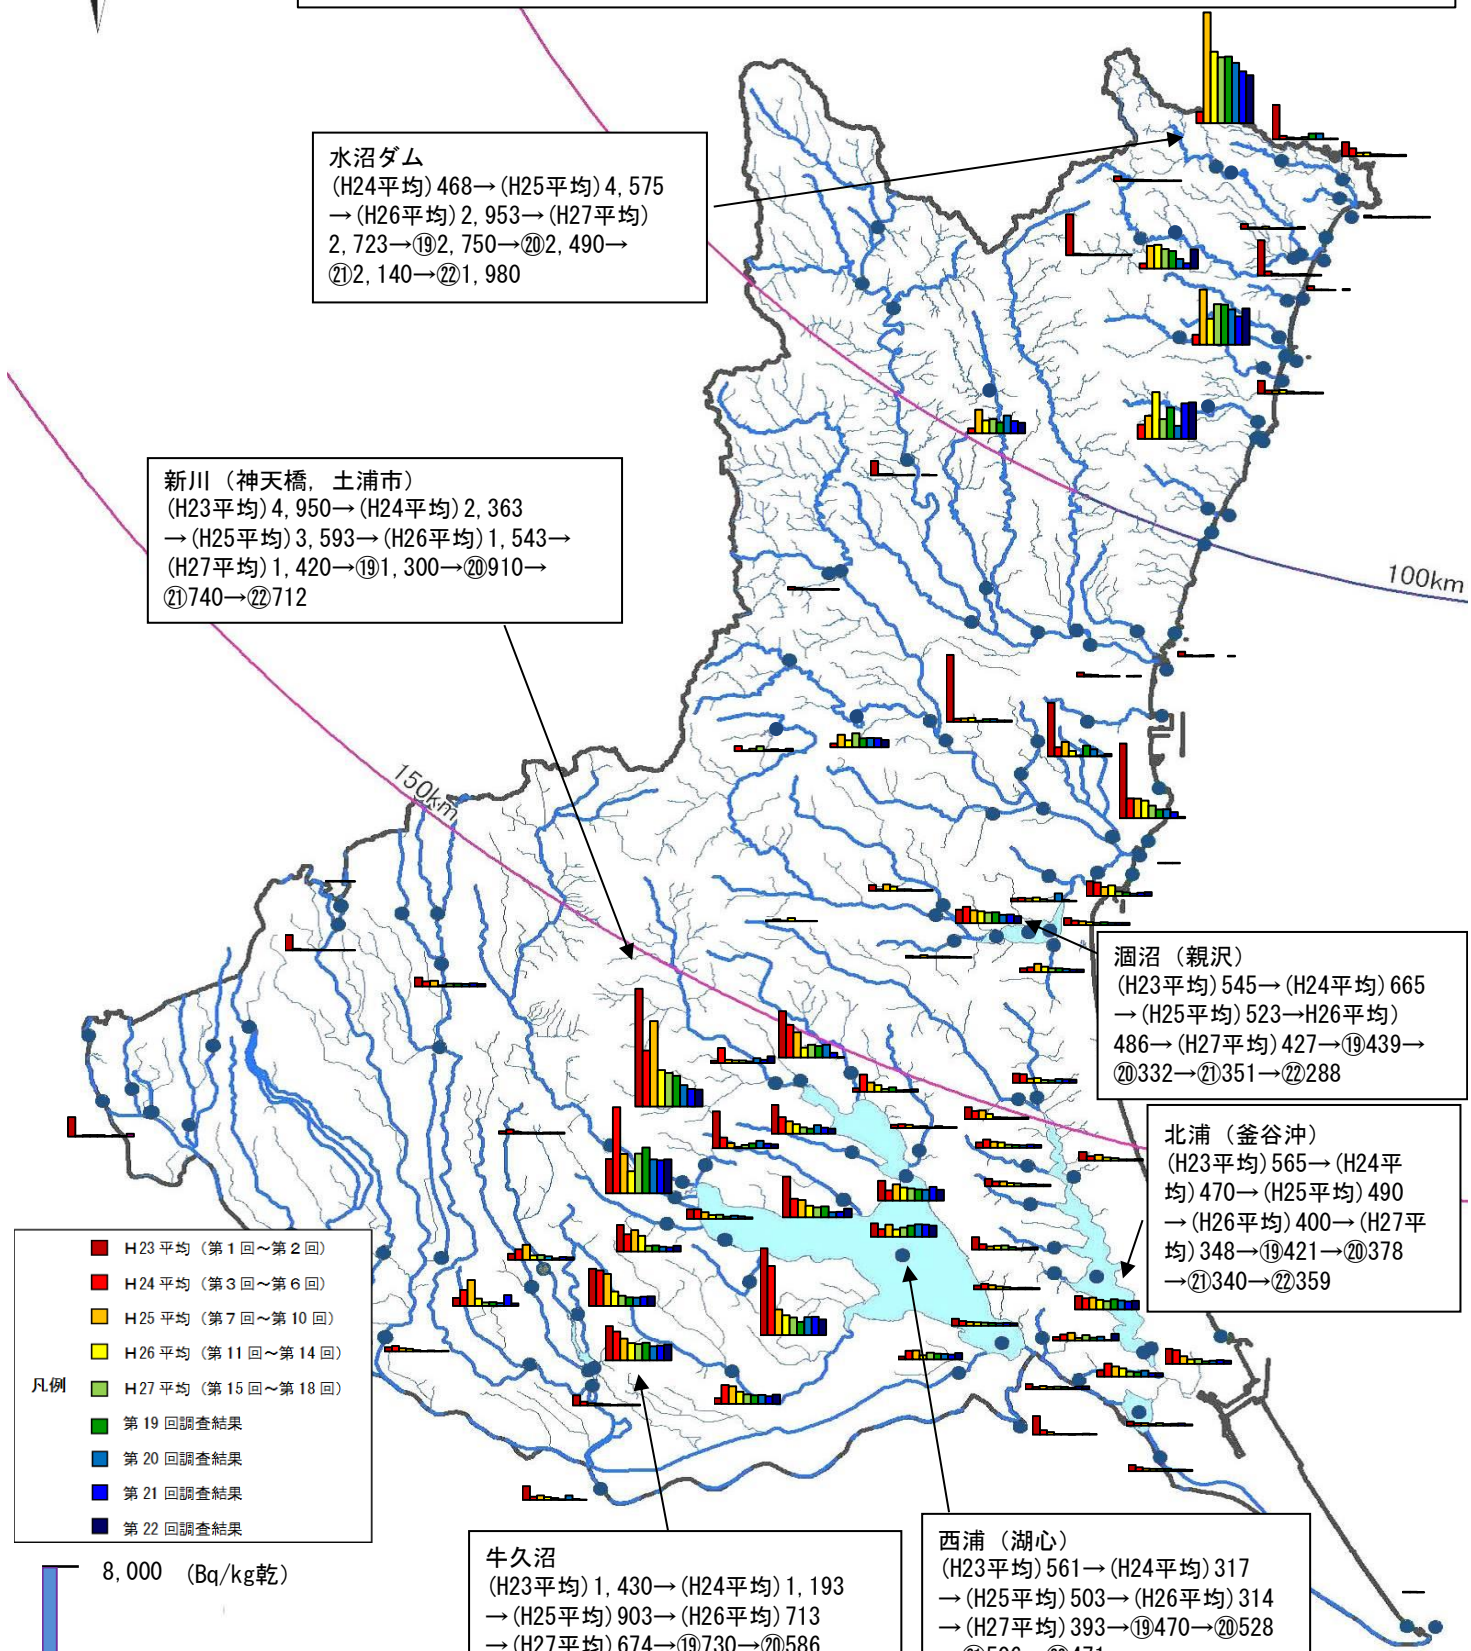 水沼ダム
(H24平均)468→(H25平均)4,575
→(H26平均)2,953→(H27平均)
2,723→⑲2,750→⑳2,490→
㉑2,140→㉒1,980
新川（神天橋，土浦市）
(H23平均)4,950→(H24平均)2,363
→(H25平均)3,593→(H26平均)1,543→
(H27平均)1,420→⑲1,300→⑳910→
㉑740→㉒712
100km
150km
涸沼（親沢）
(H23平均)545→(H24平均)665
→(H25平均)523→H26平均)
486→(H27平均)427→⑲439→
⑳332→㉑351→㉒288
北浦（釜谷沖）
(H23平均)565→(H24平
均)470→(H25平均)490
→(H26平均)400→(H27平
均)348→⑲421→⑳378
→㉑340→㉒359
凡例
H23平均（第1回～第2回）
H24平均（第3回～第6回）
H25平均（第7回～第10回）
H26平均（第11回～第14回）
H27平均（第15回～第18回）
第19回調査結果
第20回調査結果
第21回調査結果
第22回調査結果
8,000 (Bq/kg乾)
牛久沼
(H23平均)1,430→(H24平均)1,193
→(H25平均)903→(H26平均)713
→(H27平均)674→⑲730→⑳586
西浦（湖心）
(H23平均)561→(H24平均)317
→(H25平均)503→(H26平均)314
→(H27平均)393→⑲470→⑳528